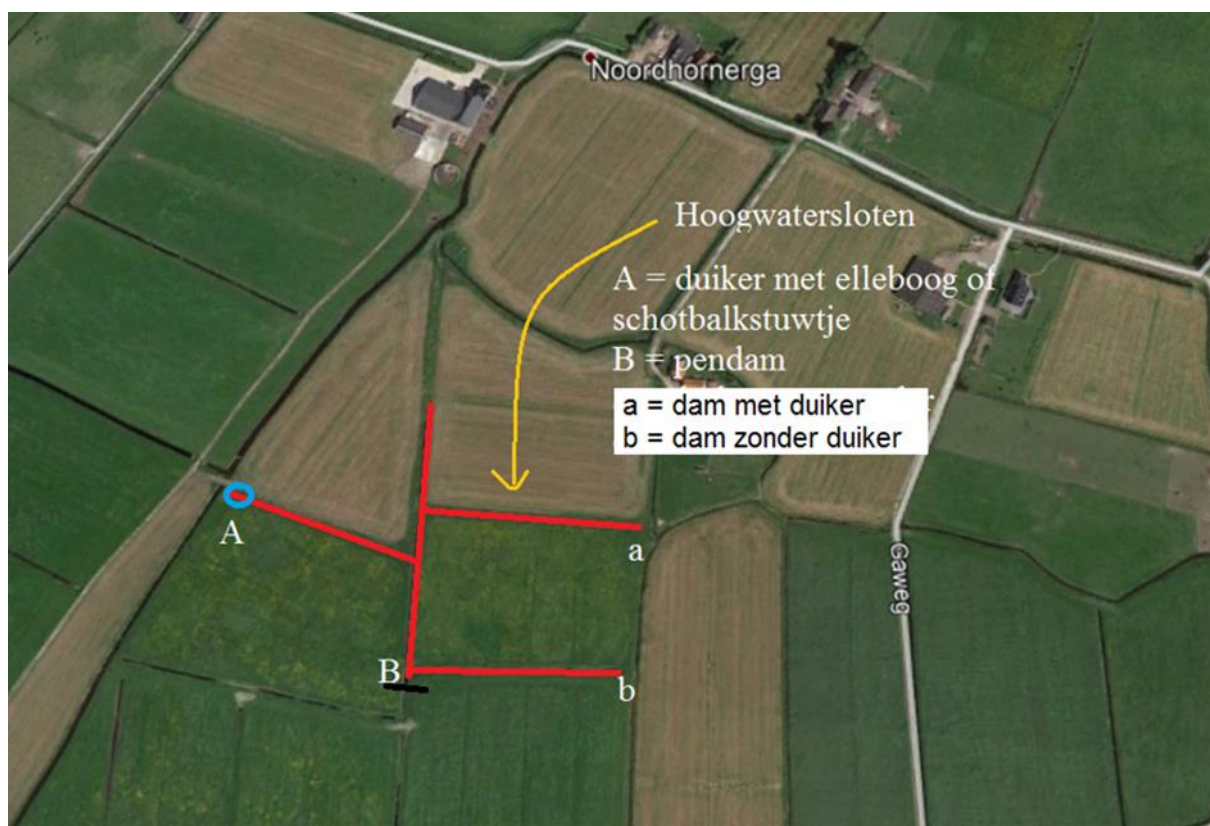 Noordhornerga
Hoogwatersloten
A = duiker met elleboog of
schotbalkstuwtje
B = pendam
a = dam met duiker
b = dam zonder duiker
A
a
Gaweg
B
b